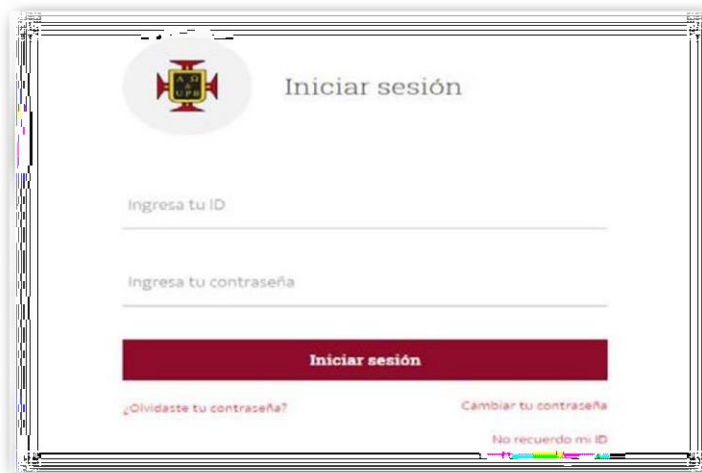 A Ω
&
UPB
Iniciar sesión
Ingresa tu ID
Ingresa tu contraseña
Iniciar sesión
¿Olvidaste tu contraseña?
Cambiar tu contraseña
No recuerdo mi ID